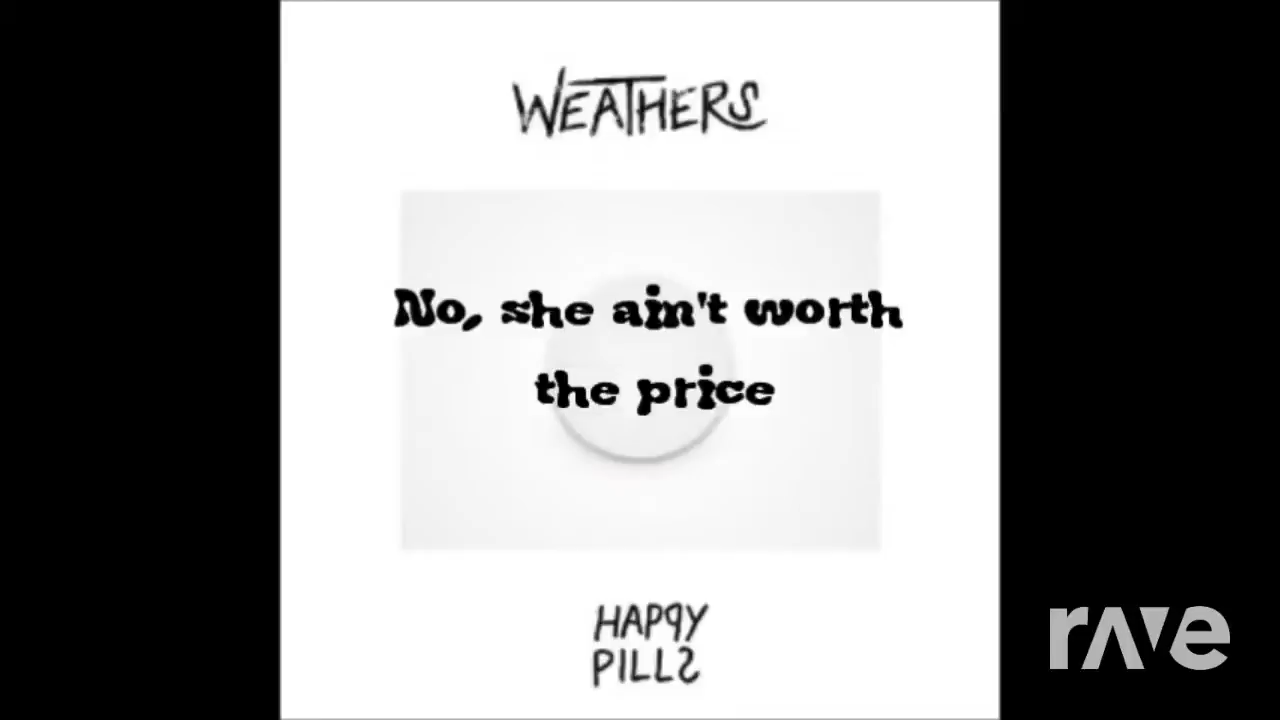 WEATHERS
No, she ain't worth
the price
HAPPY
PILLS
rave